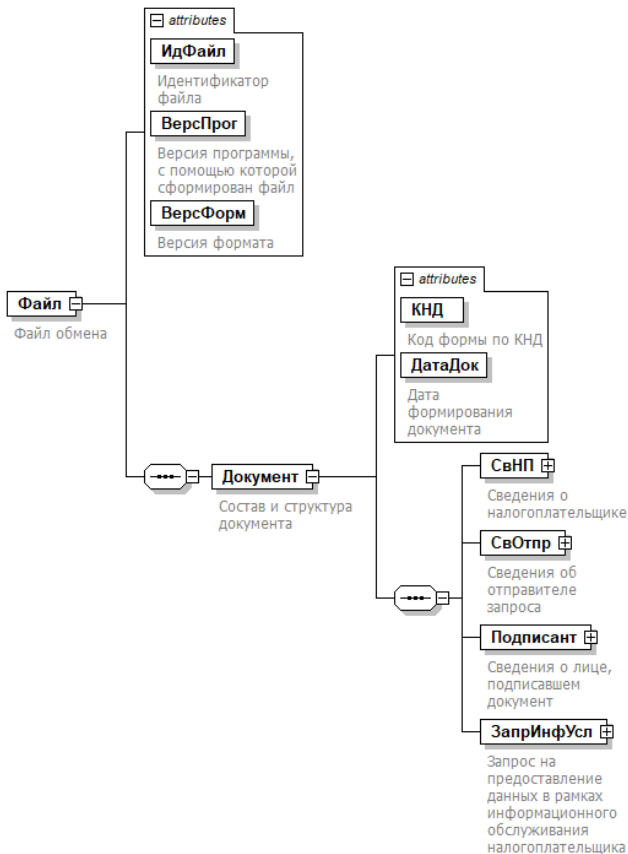 attributes
ИдФайл
Идентификатор
файла
ВерсПрог
Версия программы,
с помощью которой
сформирован файл
ВерсФорм
Версия формата
Файл
Файл обмена
attributes
КНД
Код формы по КНД
ДатаДок
Дата
формирования
документа
Документ
Состав и структура
документа
СвНП
Сведения о
налогоплательщике
СвОтпр
Сведения об
отправителе
запроса
Подписант
Сведения о лице,
подписавшем
документ
ЗапрИнфУсл
Запрос на
предоставление
данных в рамках
информационного
обслуживания
налогоплательщика